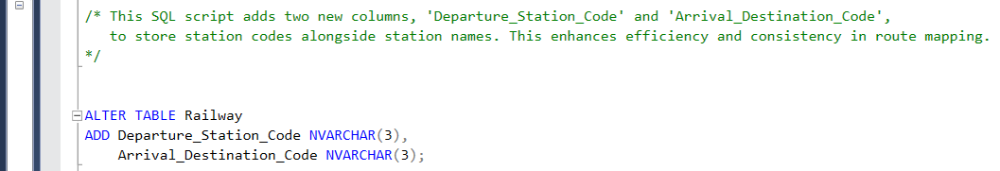 /* This SQL script adds two new columns, 'Departure_Station_Code' and 'Arrival_Destination_Code',
to store station codes alongside station names. This enhances efficiency and consistency in route mapping.
*/
ALTER TABLE Railway
ADD Departure_Station_Code NVARCHAR(3),
Arrival_Destination_Code NVARCHAR(3);